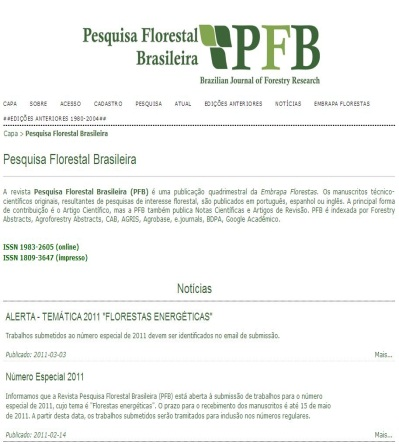 Pesquisa Florestal
Brasileira
PFB
Brazilian Journal of Forestry Research
CAPA SOBRE ACESSO CADASTRO PESQUISA ATUAL EDIÇÕES ANTERIORES NOTÍCIAS EMBRAPA FLORESTAS
##EDIÇÕES ANTERIORES 1980-2004##
Capa > Pesquisa Florestal Brasileira
Pesquisa Florestal Brasileira
A revista Pesquisa Florestal Brasileira (PFB) é uma publicação quadrimestral da Embrapa Florestas. Os manuscritos técnico-
científicos originais, resultantes de pesquisas de interesse florestal, são publicados em português, espanhol ou inglês. A principal forma
de contribuição é o Artigo Científico, mas a PFB também publica Notas Científicas e Artigos de Revisão. PFB é indexada por Forestry
Abstracts, Agroforestry Abstracts, CAB, AGRIS, Agrobase, e.journals, BDPA, Google Acadêmico.
ISSN 1983-2605 (online)
ISSN 1809-3647 (impresso)
Notícias
ALERTA - TEMÁTICA 2011 "FLORESTAS ENERGÉTICAS"
Trabalhos submetidos ao número especial de 2011 devem ser identificados no email de submissão.
Publicado: 2011-03-03 Mais...
Número Especial 2011
Informamos que a Revista Pesquisa Florestal Brasileira (PFB) está aberta à submissão de trabalhos para o número
especial de 2011, cujo tema é "Florestas energéticas". O prazo para o recebimento dos manuscritos é até 15 de maio
de 2011. A partir desta data, os trabalhos submetidos serão tramitados para inclusão nos números regulares.
Publicado: 2011-02-14 Mais...